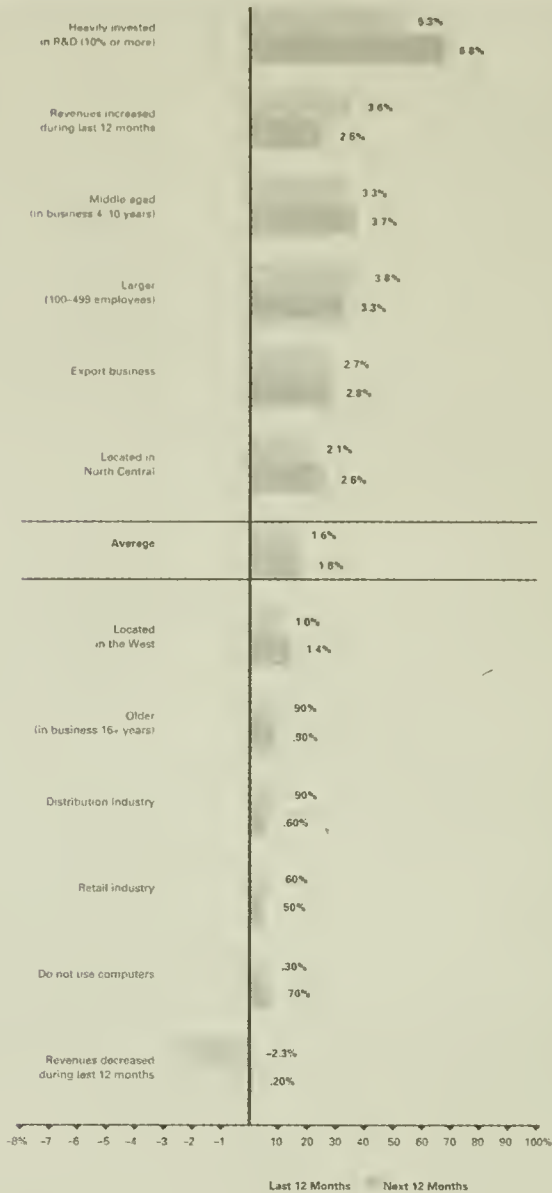 Heavily invested
in R&D (10% or more)
5.3%
6.8%
Revenues increased
during last 12 months
3.6%
2.6%
Middle aged
(in business 4-10 years)
3.3%
3.7%
Larger
(100-499 employees)
3.8%
3.3%
Export business
2.7%
2.8%
Located in
North Central
2.1%
2.6%
Average
1.6%
1.8%
Located
in the West
1.0%
1.4%
Older
(in business 16+ years)
90%
Distribution Industry
90%
.60%
Retail industry
60%
50%
Do not use computers
.30%
70%
Revenues decreased
during last 12 months
-2.3%
.20%
-8% -7 -6 -5 -4 -3 -2 -1 10 20 30 40 50 60 70 80 90 100%
Last 12 Months Next 12 Months